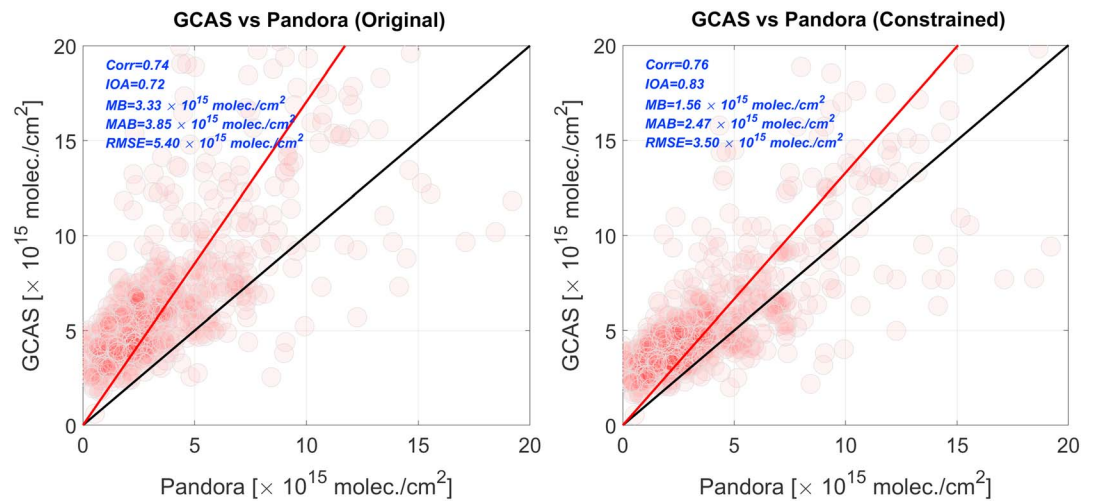 GCAS vs Pandora (Original)
20
15
10
5
0
GCAS [× 10^15 molec./cm^2]
Corr=0.74
IOA=0.72
MB=3.33 × 10^15 molec./cm^2
MAB=3.85 × 10^15 molec./cm^2
RMSE=5.40 × 10^15 molec./cm^2
0 5 10 15 20
Pandora [× 10^15 molec./cm^2]
GCAS vs Pandora (Constrained)
20
15
10
5
0
GCAS [× 10^15 molec./cm^2]
Corr=0.76
IOA=0.83
MB=1.56 × 10^15 molec./cm^2
MAB=2.47 × 10^15 molec./cm^2
RMSE=3.50 × 10^15 molec./cm^2
0 5 10 15 20
Pandora [× 10^15 molec./cm^2]